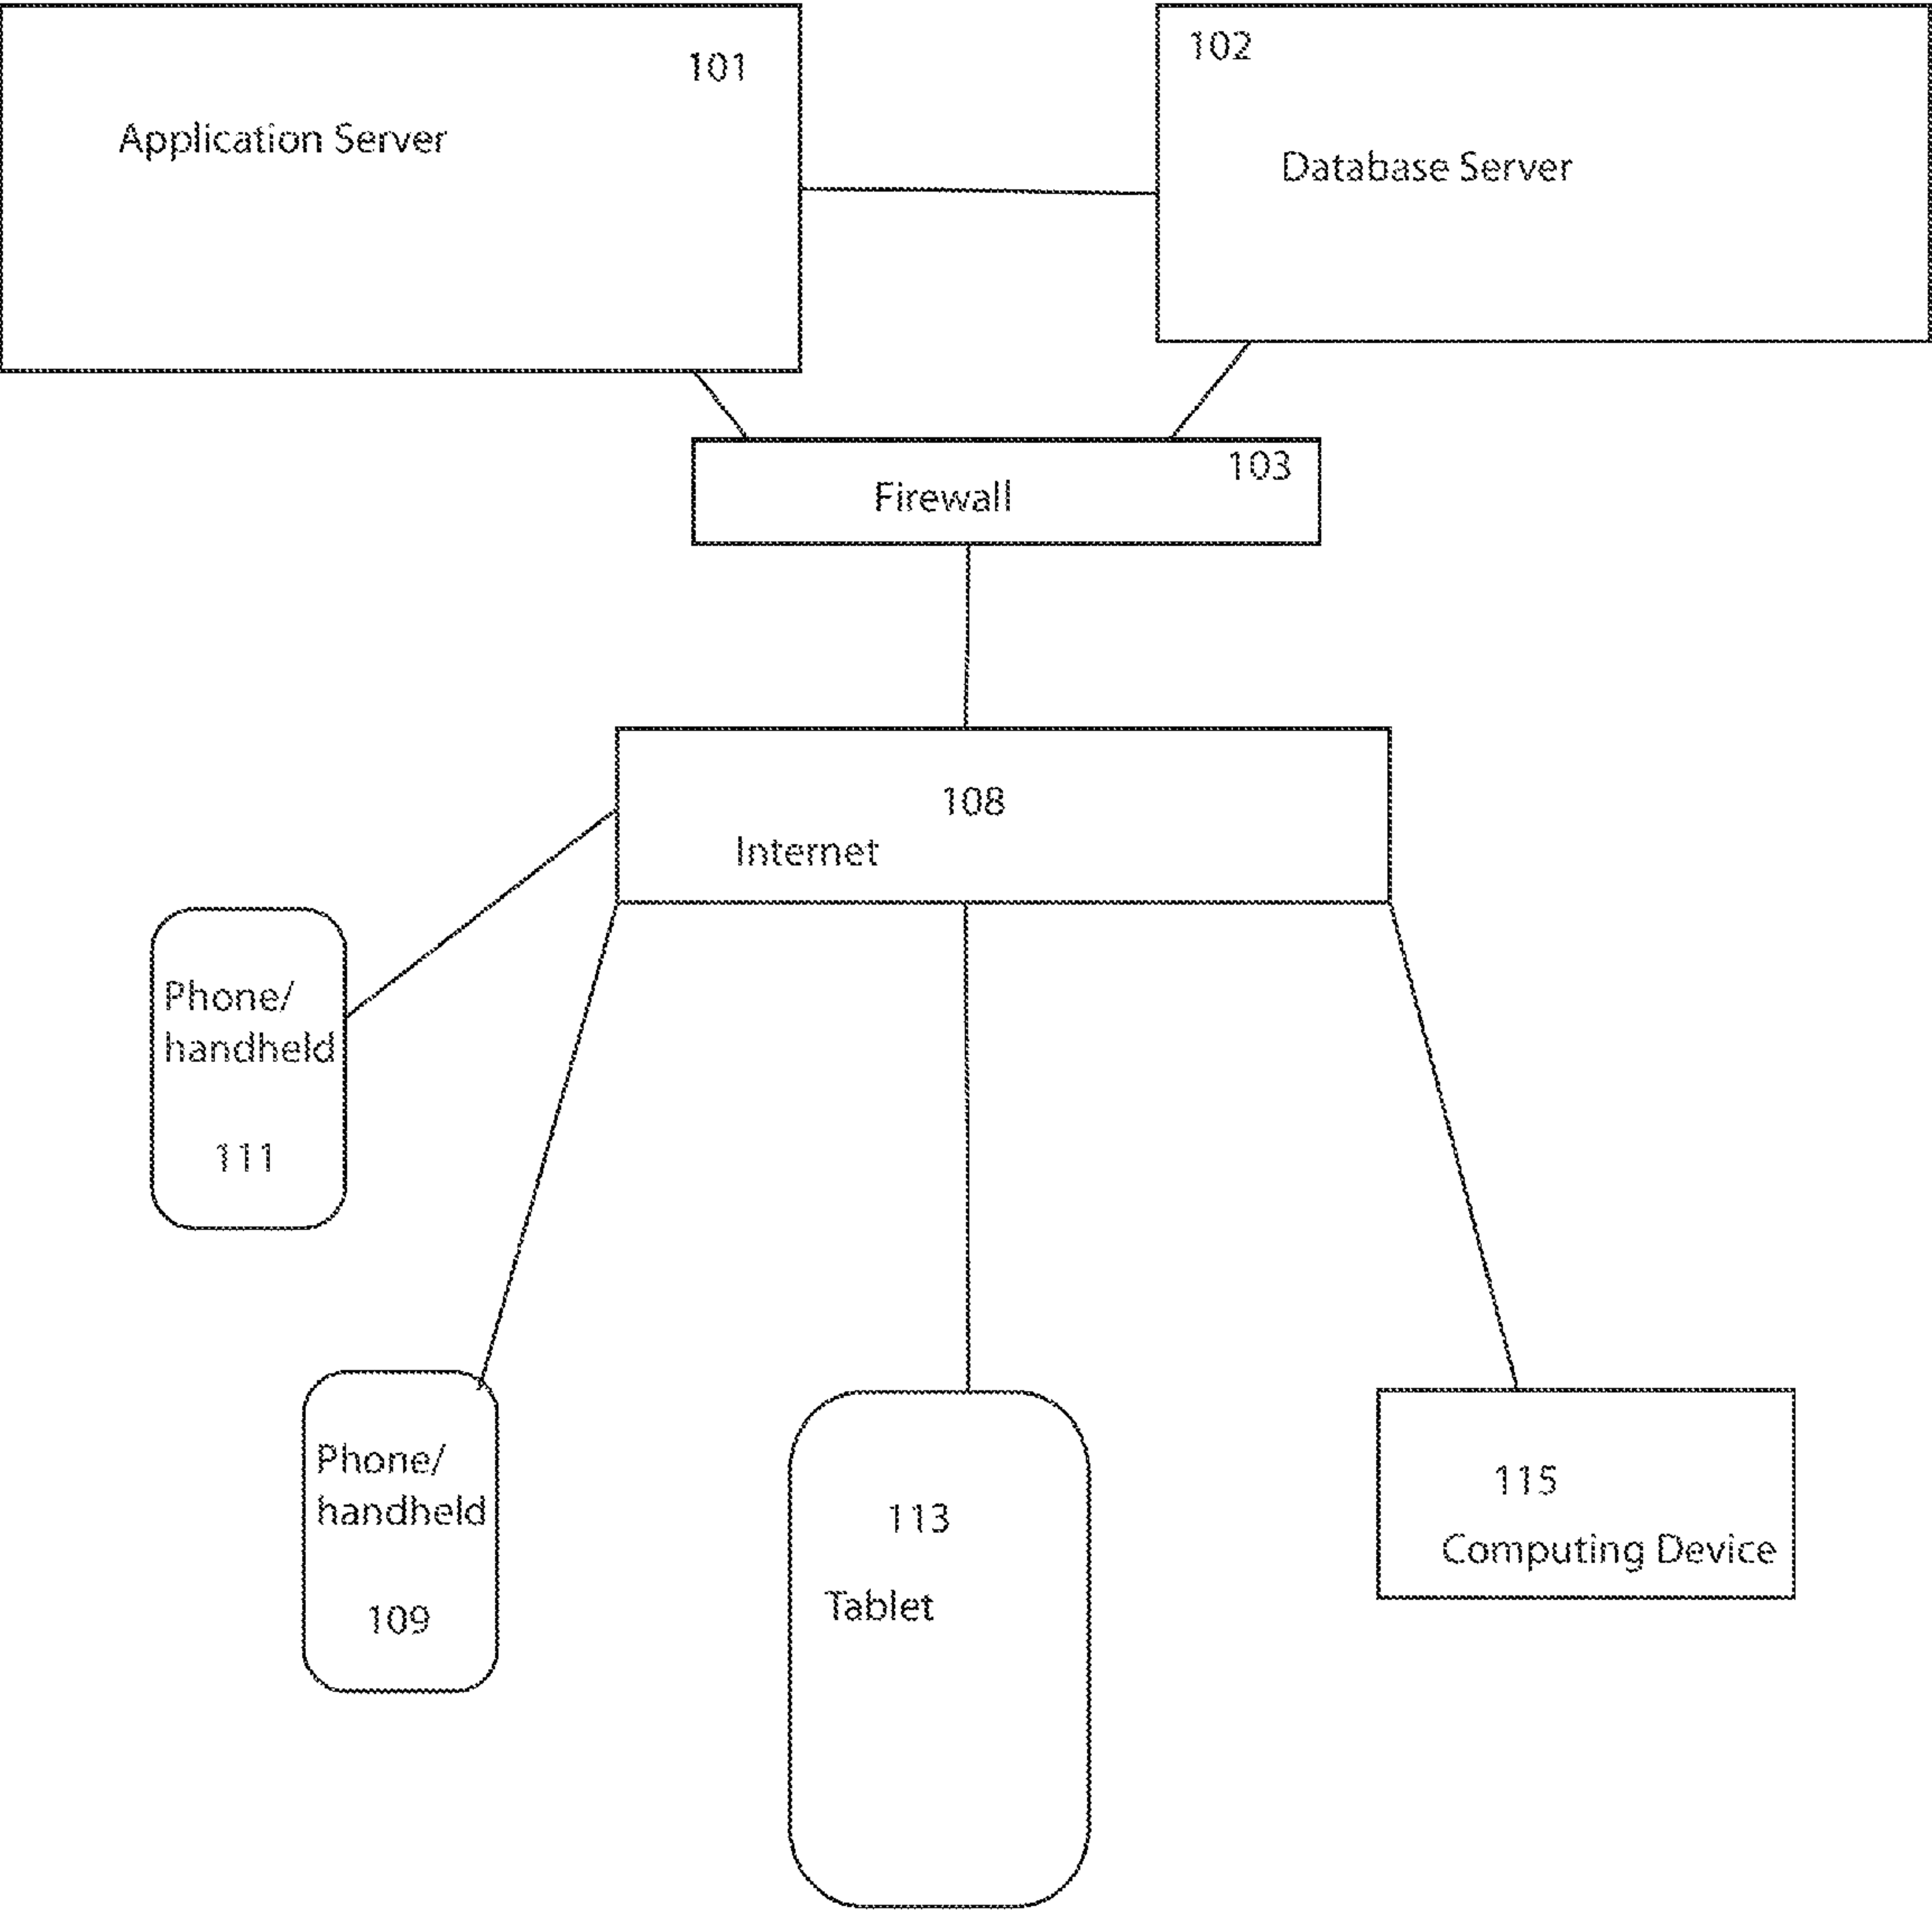 101
Application Server
102
Database Server
103
Firewall
108
Internet
Phone/
handheld
111
Phone/
handheld
109
113
Tablet
115
Computing Device